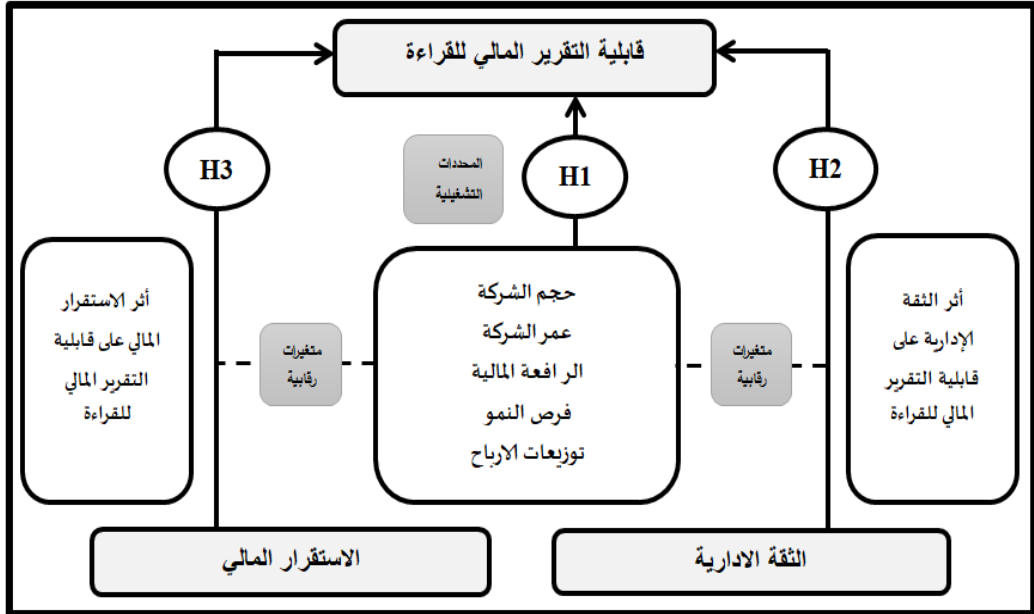 قابلية التقرير المالي للقراءة
H3
المحددات
التشغيلية
H1
H2
أثر الاستقرار
المالي على قابلية
التقرير المالي
للقراءة
متغيرات
رقابية
حجم الشركة
عمر الشركة
الرافعة المالية
فرص النمو
توزيعات الارباح
متغيرات
رقابية
أثر الثقة
الإدارية على
قابلية التقرير
المالي للقراءة
الاستقرار المالي
الثقة الادارية